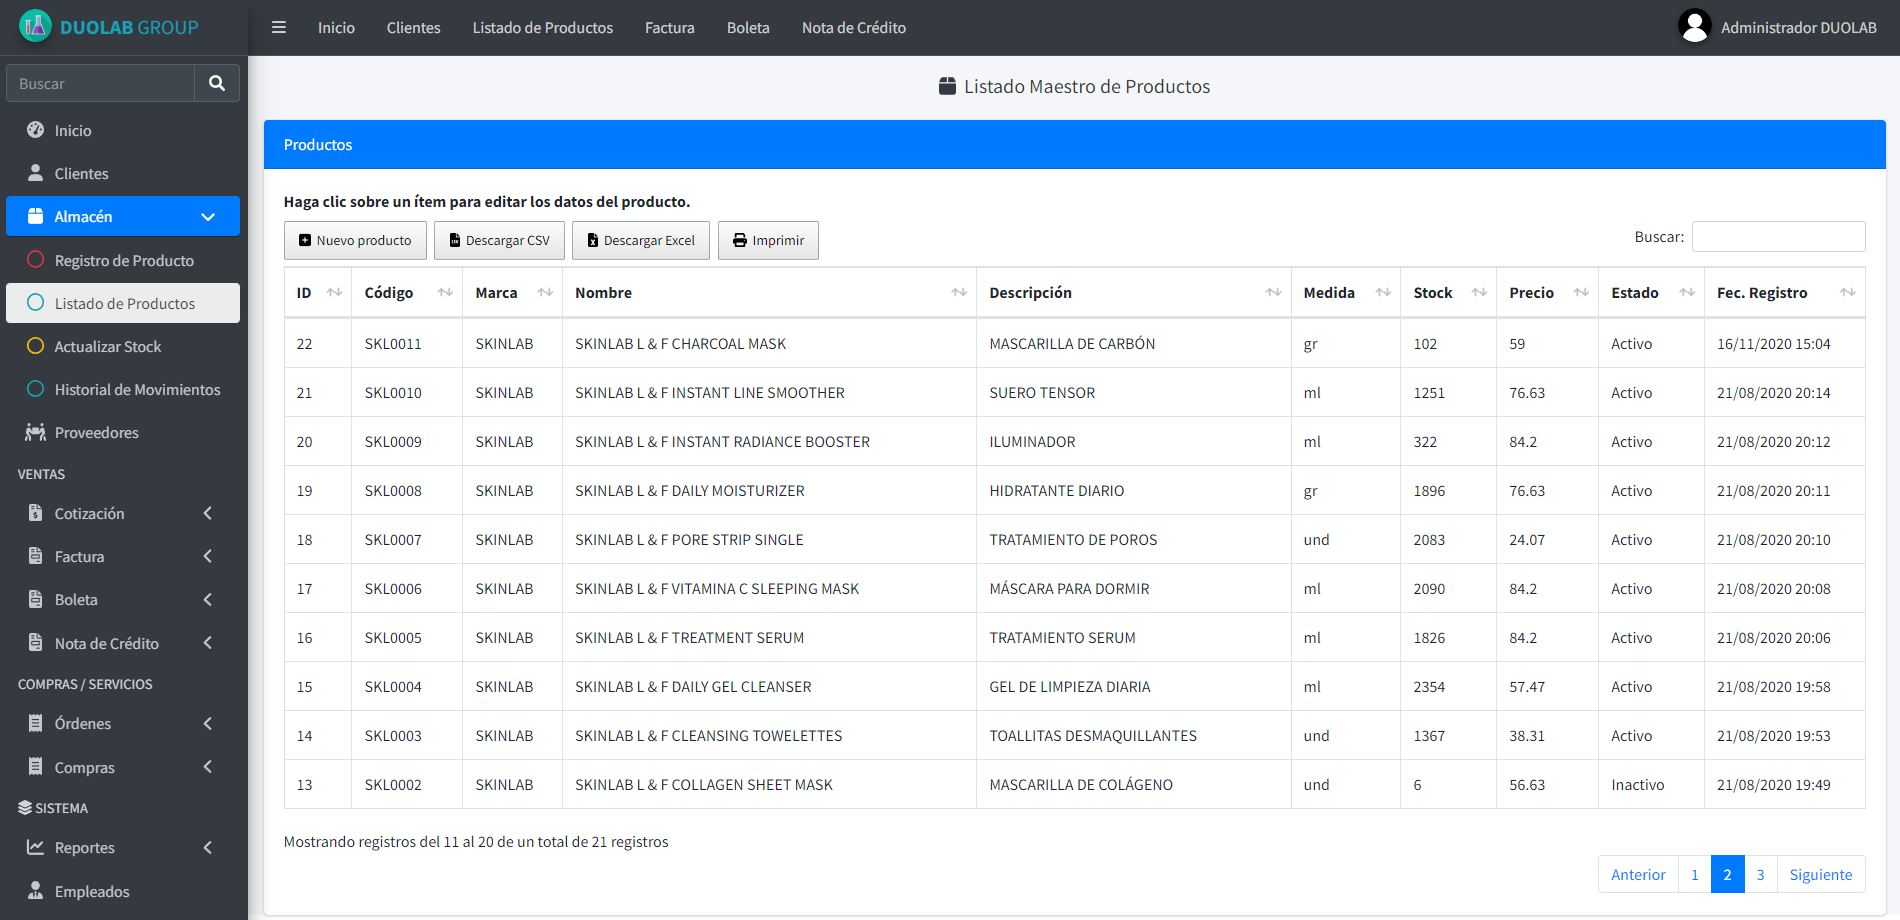 DUOLAB GROUP
Inicio Clientes Listado de Productos Factura Boleta Nota de Crédito
Administrador DUOLAB
Buscar
Inicio
Clientes
Almacén
Registro de Producto
Listado de Productos
Actualizar Stock
Historial de Movimientos
Proveedores
VENTAS
Cotización
Factura
Boleta
Nota de Crédito
COMPRAS / SERVICIOS
Órdenes
Compras
SISTEMA
Reportes
Empleados
Listado Maestro de Productos
Productos
Haga clic sobre un ítem para editar los datos del producto.
Nuevo producto Descargar CSV Descargar Excel Imprimir
Buscar:
ID Código Marca Nombre Descripción Medida Stock Precio Estado Fec. Registro
22 SKL0011 SKINLAB SKINLAB L & F CHARCOAL MASK MASCARILLA DE CARBÓN gr 102 59 Activo 16/11/2020 15:04
21 SKL0010 SKINLAB SKINLAB L & F INSTANT LINE SMOOTHER SUERO TENSOR ml 1251 76.63 Activo 21/08/2020 20:14
20 SKL0009 SKINLAB SKINLAB L & F INSTANT RADIANCE BOOSTER ILUMINADOR ml 322 84.2 Activo 21/08/2020 20:12
19 SKL0008 SKINLAB SKINLAB L & F DAILY MOISTURIZER HIDRATANTE DIARIO gr 1896 76.63 Activo 21/08/2020 20:11
18 SKL0007 SKINLAB SKINLAB L & F PORE STRIP SINGLE TRATAMIENTO DE POROS und 2083 24.07 Activo 21/08/2020 20:10
17 SKL0006 SKINLAB SKINLAB L & F VITAMINA C SLEEPING MASK MÁSCARA PARA DORMIR ml 2090 84.2 Activo 21/08/2020 20:08
16 SKL0005 SKINLAB SKINLAB L & F TREATMENT SERUM TRATAMIENTO SERUM ml 1826 84.2 Activo 21/08/2020 20:06
15 SKL0004 SKINLAB SKINLAB L & F DAILY GEL CLEANSER GEL DE LIMPIEZA DIARIA ml 2354 57.47 Activo 21/08/2020 19:58
14 SKL0003 SKINLAB SKINLAB L & F CLEANSING TOWELETTES TOALLITAS DESMAQUILLANTES und 1367 38.31 Activo 21/08/2020 19:53
13 SKL0002 SKINLAB SKINLAB L & F COLLAGEN SHEET MASK MASCARILLA DE COLÁGENO und 6 56.63 Inactivo 21/08/2020 19:49
Mostrando registros del 11 al 20 de un total de 21 registros
Anterior 1 2 3 Siguiente